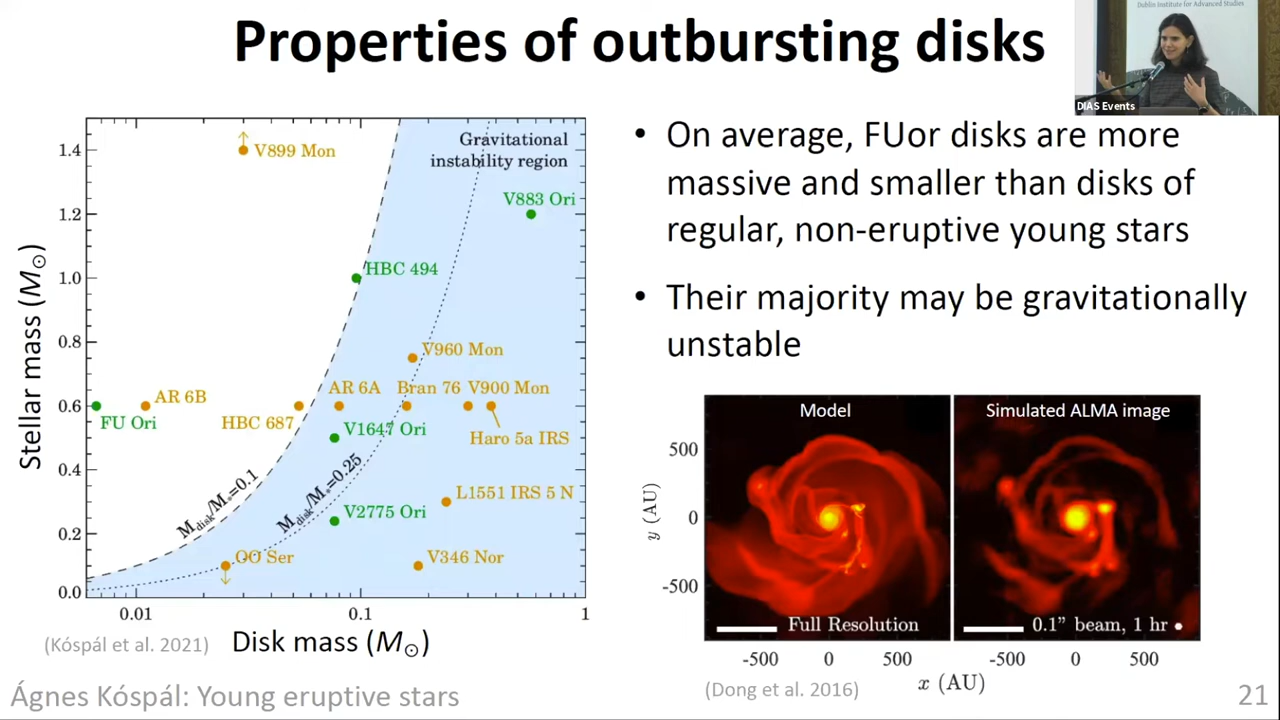 Properties of outbursting disks
Dublin Institute for Advanced Studies
DIAS Events
Stellar mass (M☉)
1.4
1.2
1.0
0.8
0.6
0.4
0.2
0.0
0.01
0.1
1
Disk mass (M☉)
Gravitational
instability region
V899 Mon
V883 Ori
HBC 494
V960 Mon
AR 6B
AR 6A
Bran 76
V900 Mon
FU Ori
HBC 687
V1647 Ori
Haro 5a IRS
Mdisk/M*=0.1
Mdisk/M*=0.25
L1551 IRS 5 N
V2775 Ori
OO Ser
V346 Nor
(Kóspál et al. 2021)
• On average, FUor disks are more
massive and smaller than disks of
regular, non-eruptive young stars
• Their majority may be gravitationally
unstable
Model
Simulated ALMA image
y (AU)
500
0
-500
Full Resolution
0.1” beam, 1 hr
-500
0
500
-500
0
500
x (AU)
(Dong et al. 2016)
Ágnes Kóspál: Young eruptive stars
21